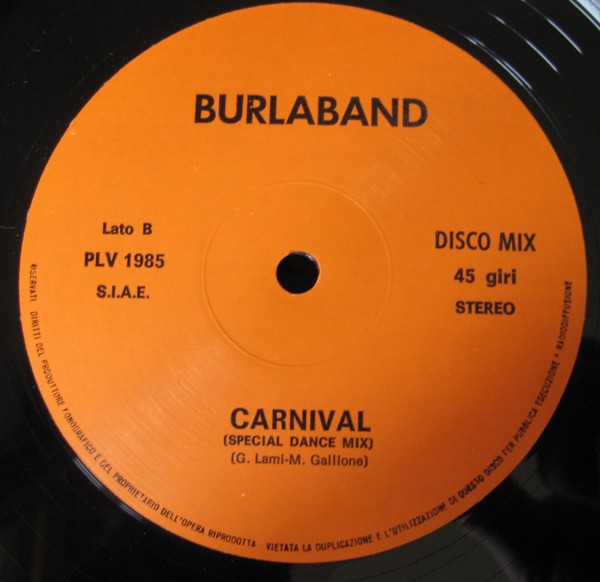 BURLABAND
Lato B
PLV 1985
S.I.A.E.
DISCO MIX
45 giri
STEREO
CARNIVAL
(SPECIAL DANCE MIX)
(G. Lami-M. Gallione)
RISERVATI DIRITTI DEL PRODUTTORE FONOGRAFICO E DEL PROPRIETARIO DELL'OPERA RIPRODOTTA VIETATA LA DUPLICAZIONE E L'UTILIZZAZIONE DI QUESTO DISCO PER PUBBLICA ESECUZIONE • RADIODIFFUSIONE